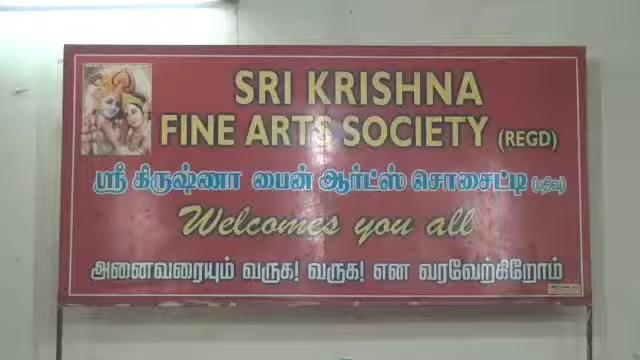 SRI KRISHNA
FINE ARTS SOCIETY (REGD)
ஸ்ரீ கிருஷ்ணா பைன் ஆர்ட்ஸ் சொசைட்டி (பதிவு)
Welcomes you all
அனைவரையும் வருக! வருக! என வரவேற்கிறோம்